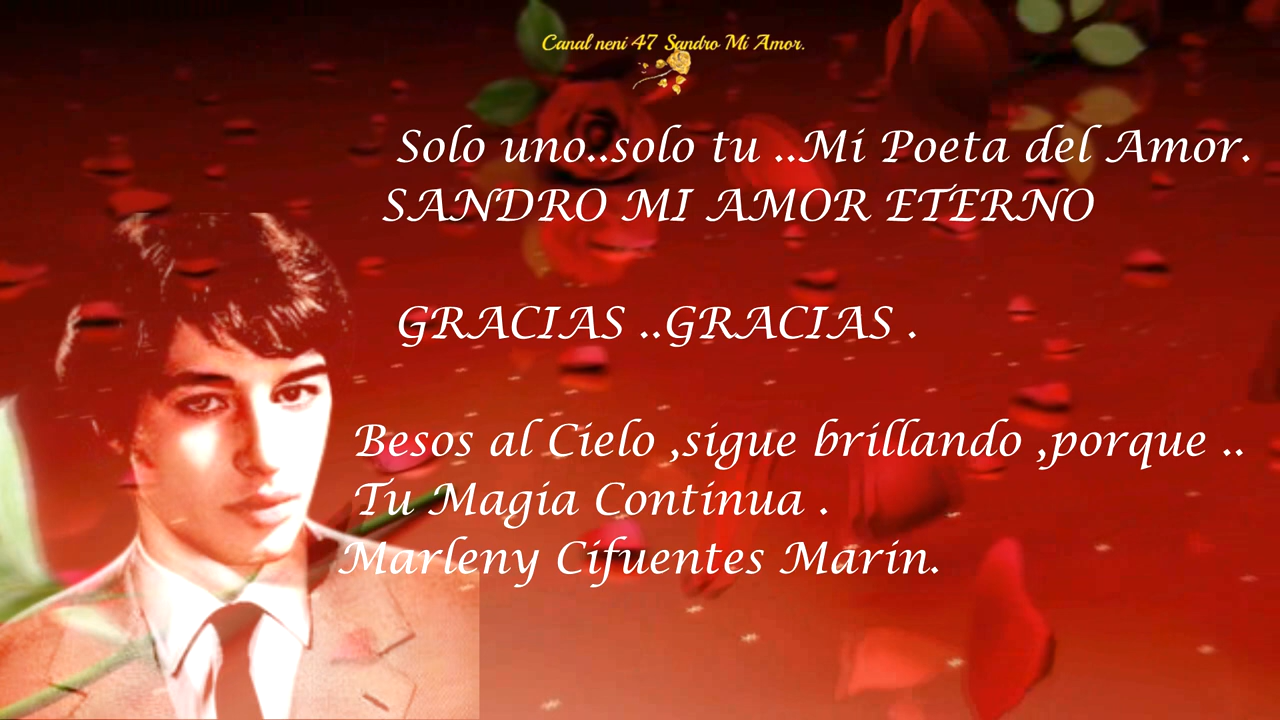 Canal neni 47 Sandro Mi Amor.
Solo uno..solo tu ..Mi Poeta del Amor.
SANDRO MI AMOR ETERNO
GRACIAS ..GRACIAS .
Besos al Cielo ,sigue brillando ,porque ..
Tu Magia Continua .
Marleny Cifuentes Marin.